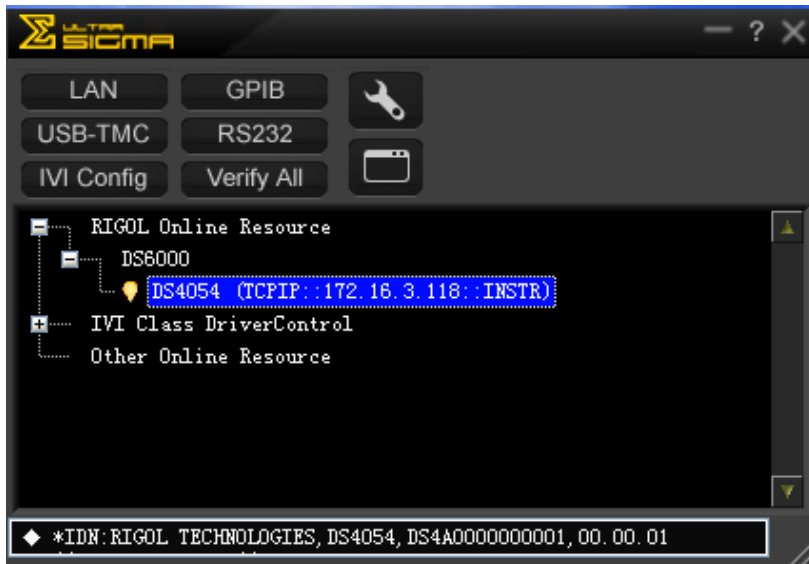 ULTRA
SIGMA
?
LAN GPIB
USB-TMC RS232
IVI Config Verify All
RIGOL Online Resource
DS6000
DS4054 (TCPIP::172.16.3.118::INSTR)
IVI Class DriverControl
Other Online Resource
*IDN:RIGOL TECHNOLOGIES,DS4054,DS4A0000000001,00.00.01